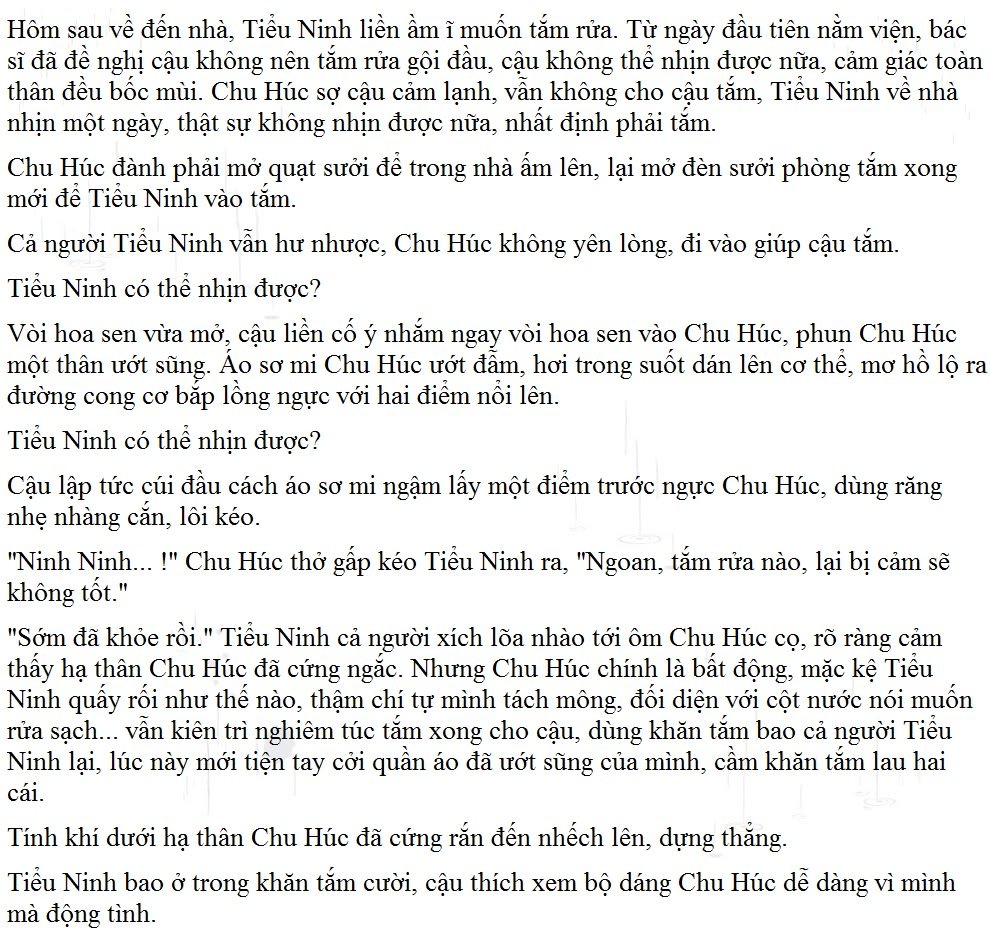 Hôm sau về đến nhà, Tiểu Ninh liền ầm ĩ muốn tắm rửa. Từ ngày đầu tiên nằm viện, bác
sĩ đã đề nghị cậu không nên tắm rửa gội đầu, cậu không thể nhịn được nữa, cảm giác toàn
thân đều bốc mùi. Chu Húc sợ cậu cảm lạnh, vẫn không cho cậu tắm, Tiểu Ninh về nhà
nhịn một ngày, thật sự không nhịn được nữa, nhất định phải tắm.
Chu Húc đành phải mở quạt sưởi để trong nhà ấm lên, lại mở đèn sưởi phòng tắm xong
mới để Tiểu Ninh vào tắm.
Cả người Tiểu Ninh vẫn hư nhược, Chu Húc không yên lòng, đi vào giúp cậu tắm.
Tiểu Ninh có thể nhịn được?
Vòi hoa sen vừa mở, cậu liền cố ý nhắm ngay vòi hoa sen vào Chu Húc, phun Chu Húc
một thân ướt sũng. Áo sơ mi Chu Húc ướt đẫm, hơi trong suốt dán lên cơ thể, mơ hồ lộ ra
đường cong cơ bắp lồng ngực với hai điểm nổi lên.
Tiểu Ninh có thể nhịn được?
Cậu lập tức cúi đầu cách áo sơ mi ngậm lấy một điểm trước ngực Chu Húc, dùng răng
nhẹ nhàng cắn, lôi kéo.
"Ninh Ninh... !" Chu Húc thở gấp kéo Tiểu Ninh ra, "Ngoan, tắm rửa nào, lại bị cảm sẽ
không tốt."
"Sớm đã khỏe rồi." Tiểu Ninh cả người xích lõa nhào tới ôm Chu Húc cọ, rõ ràng cảm
thấy hạ thân Chu Húc đã cứng ngắc. Nhưng Chu Húc chính là bất động, mặc kệ Tiểu
Ninh quấy rối như thế nào, thậm chí tự mình tách mông, đối diện với cột nước nói muốn
rửa sạch... vẫn kiên trì nghiêm túc tắm xong cho cậu, dùng khăn tắm bao cả người Tiểu
Ninh lại, lúc này mới tiện tay cởi quần áo đã ướt sũng của mình, cầm khăn tắm lau hai
cái.
Tính khí dưới hạ thân Chu Húc đã cứng rắn đến nhếch lên, dựng thẳng.
Tiểu Ninh bao ở trong khăn tắm cười, cậu thích xem bộ dáng Chu Húc dễ dàng vì mình
mà động tình.